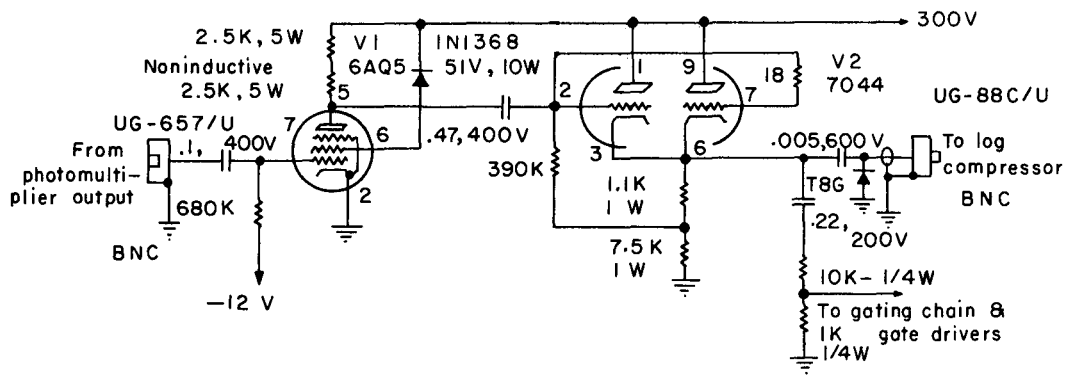 300V
2.5K, 5W
V1
1N1368
6AQ5
51V, 10W
Noninductive
2.5K, 5W
5
1
9
18
V2
7044
2
7
UG-88C/U
UG-657/U
7
6
.47, 400V
From
photomulti-
plier output
.1,
400V
3
6
.005,600V
To log
compressor
BNC
390K
2
680K
1.1K
1 W
T8G
.22,
200V
BNC
7.5K
1 W
-12 V
10K- 1/4W
To gating chain &
gate drivers
1K
1/4W